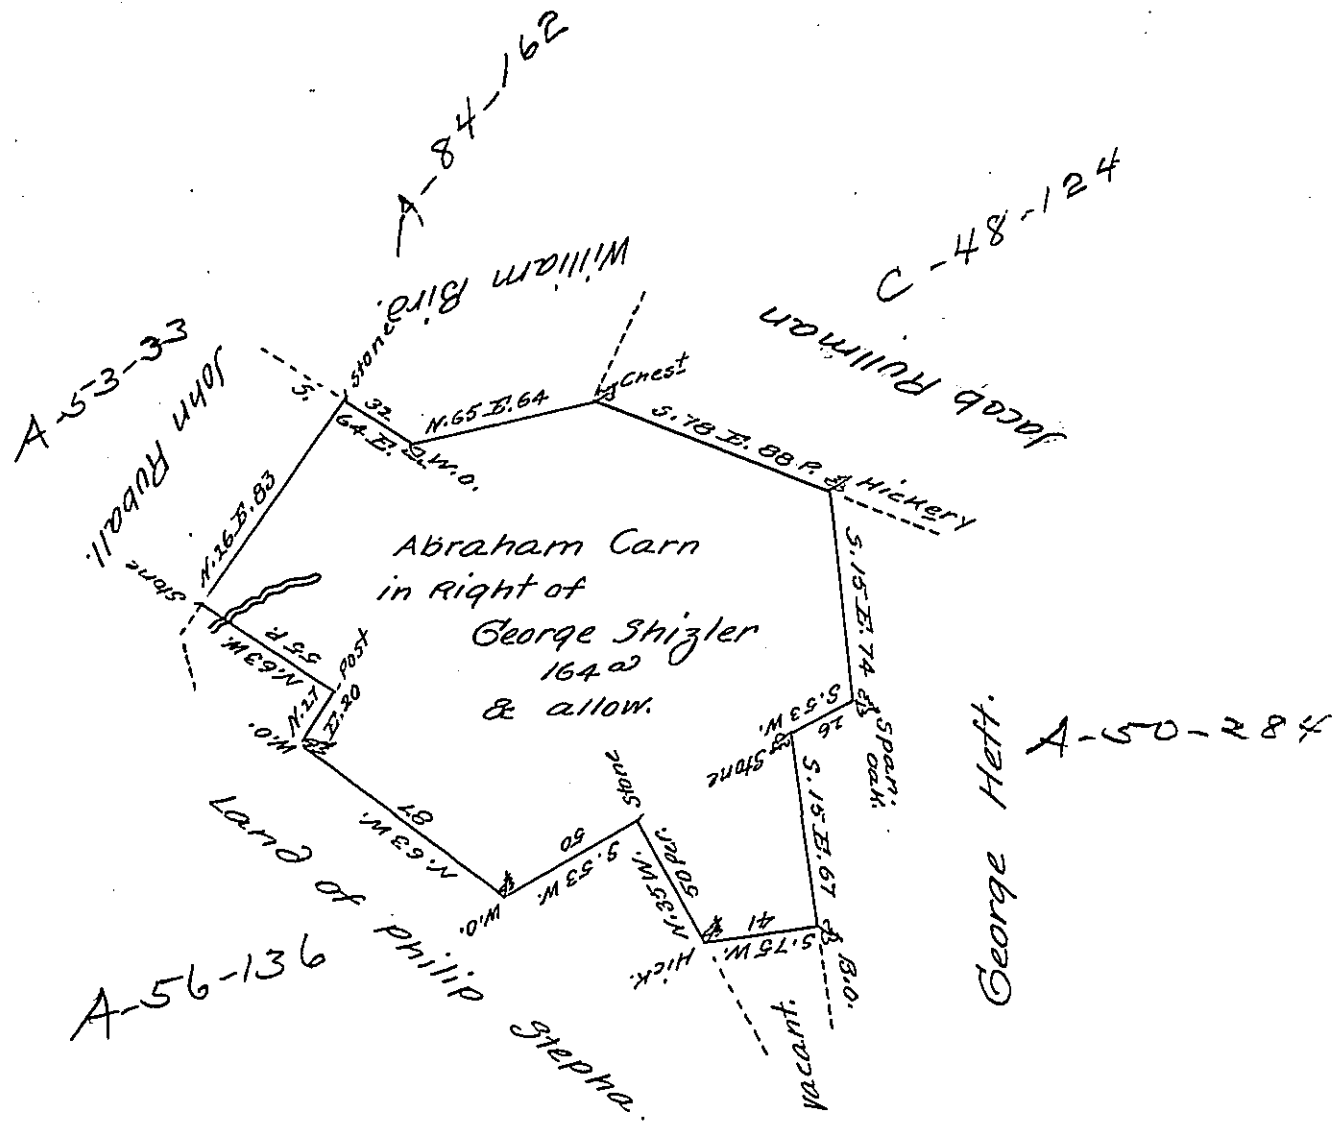 A-84-162
William Bird.
C-48-124
Jacob Rullman
A-53-33
John Ruball.
Stone
S. 64 E. 32
W.O.
N. 65 E. 64
Chest
S. 78 E. 88 P.
Hickery
S. 15 E. 74
Span: oak.
S. 53 W. 26
Stone
S. 15 E. 67
B.O.
S. 75 W. 41
Hick.
N. 35 W. 50 per.
Stone
S. 53 W. 50
W.O.
N. 63 W. 87
W.O.
N. 27 E. 20
Post
N. 63 W. 55 P.
Stone
N. 26 E. 83
Abraham Carn
in Right of
George Shizler
164 a
& allow.
George Heft.
A-50-284
vacant
Land of Philip Stepha.
A-56-136